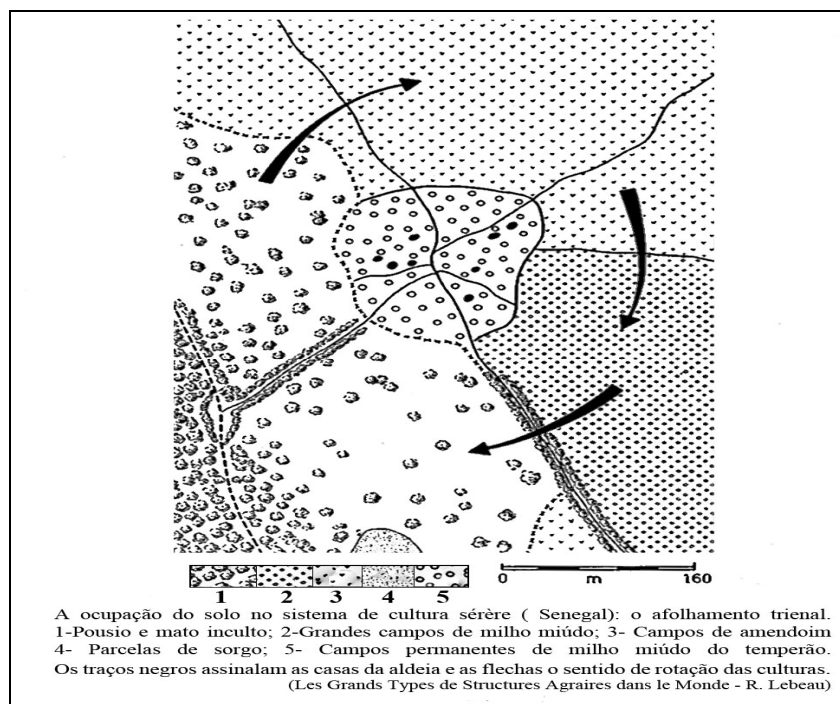 1 2 3 4 5
0 m 160
A ocupação do solo no sistema de cultura sérère ( Senegal): o afolhamento trienal.
1-Pousio e mato inculto; 2-Grandes campos de milho miúdo; 3- Campos de amendoim
4- Parcelas de sorgo; 5- Campos permanentes de milho miúdo do temperão.
Os traços negros assinalam as casas da aldeia e as flechas o sentido de rotação das culturas.
(Les Grands Types de Structures Agraires dans le Monde - R. Lebeau)